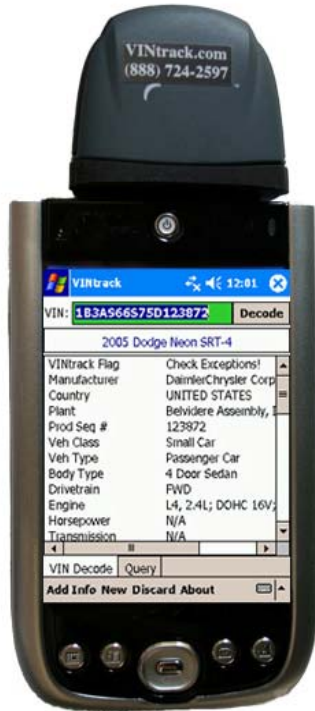 VINtrack.com
(888) 724-2597
VINtrack 12:01
VIN: 1B3AS66S75D123872 Decode
2005 Dodge Neon SRT-4
VINtrack Flag Check Exceptions!
Manufacturer DaimlerChrysler Corp
Country UNITED STATES
Plant Belvidere Assembly, I
Prod Seq # 123872
Veh Class Small Car
Veh Type Passenger Car
Body Type 4 Door Sedan
Drivetrain FWD
Engine L4, 2.4L; DOHC 16V;
Horsepower N/A
Transmission N/A
VIN Decode Query
Add Info New Discard About